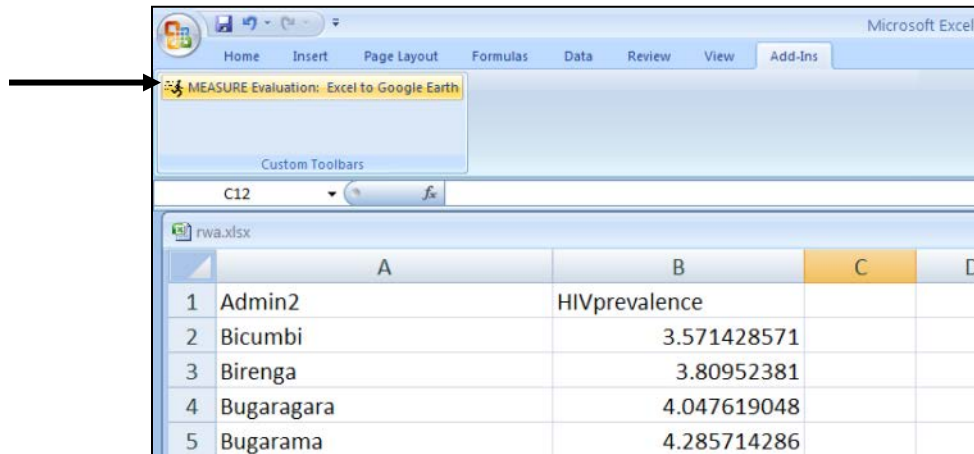 Microsoft Excel
Home Insert Page Layout Formulas Data Review View Add-Ins
MEASURE Evaluation: Excel to Google Earth
Custom Toolbars
C12 fx
rwa.xlsx
A B C D
1 Admin2 HIVprevalence
2 Bicumbi 3.571428571
3 Birenga 3.80952381
4 Bugaragara 4.047619048
5 Bugarama 4.285714286